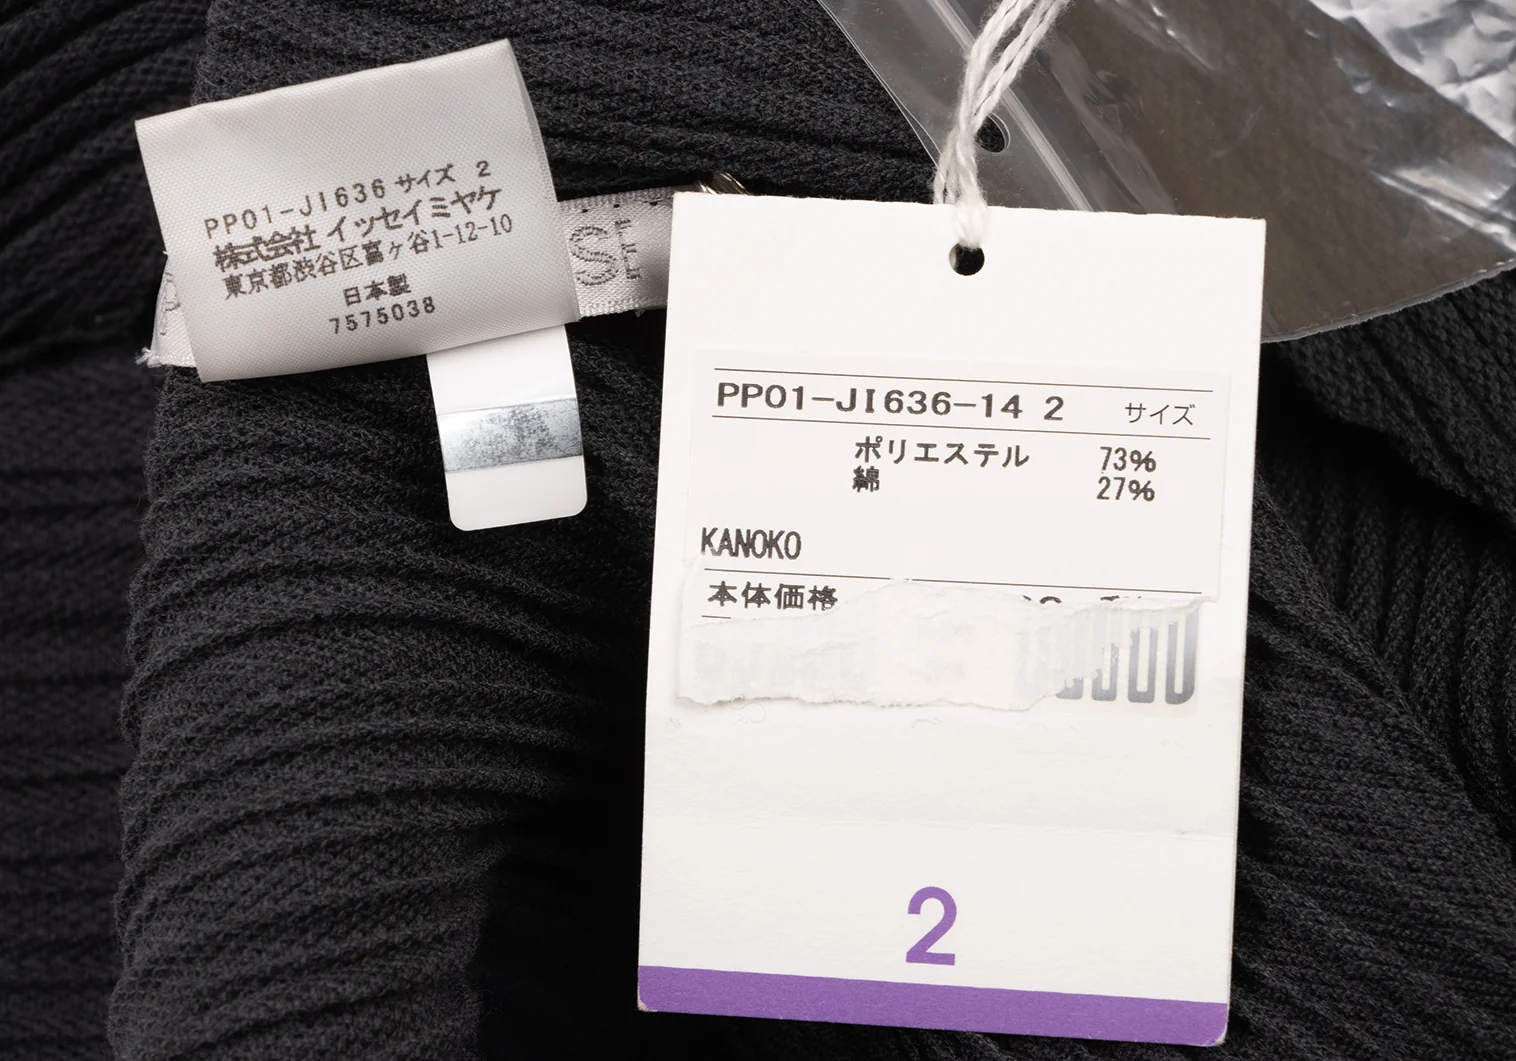 PP01-JI636 サイズ 2
株式会社 イッセイミヤケ
東京都渋谷区富ヶ谷1-12-10
日本製
7575038
SE
PP01-JI636-14 2 サイズ
ポリエステル 73%
綿 27%
KANOKO
本体価格
2